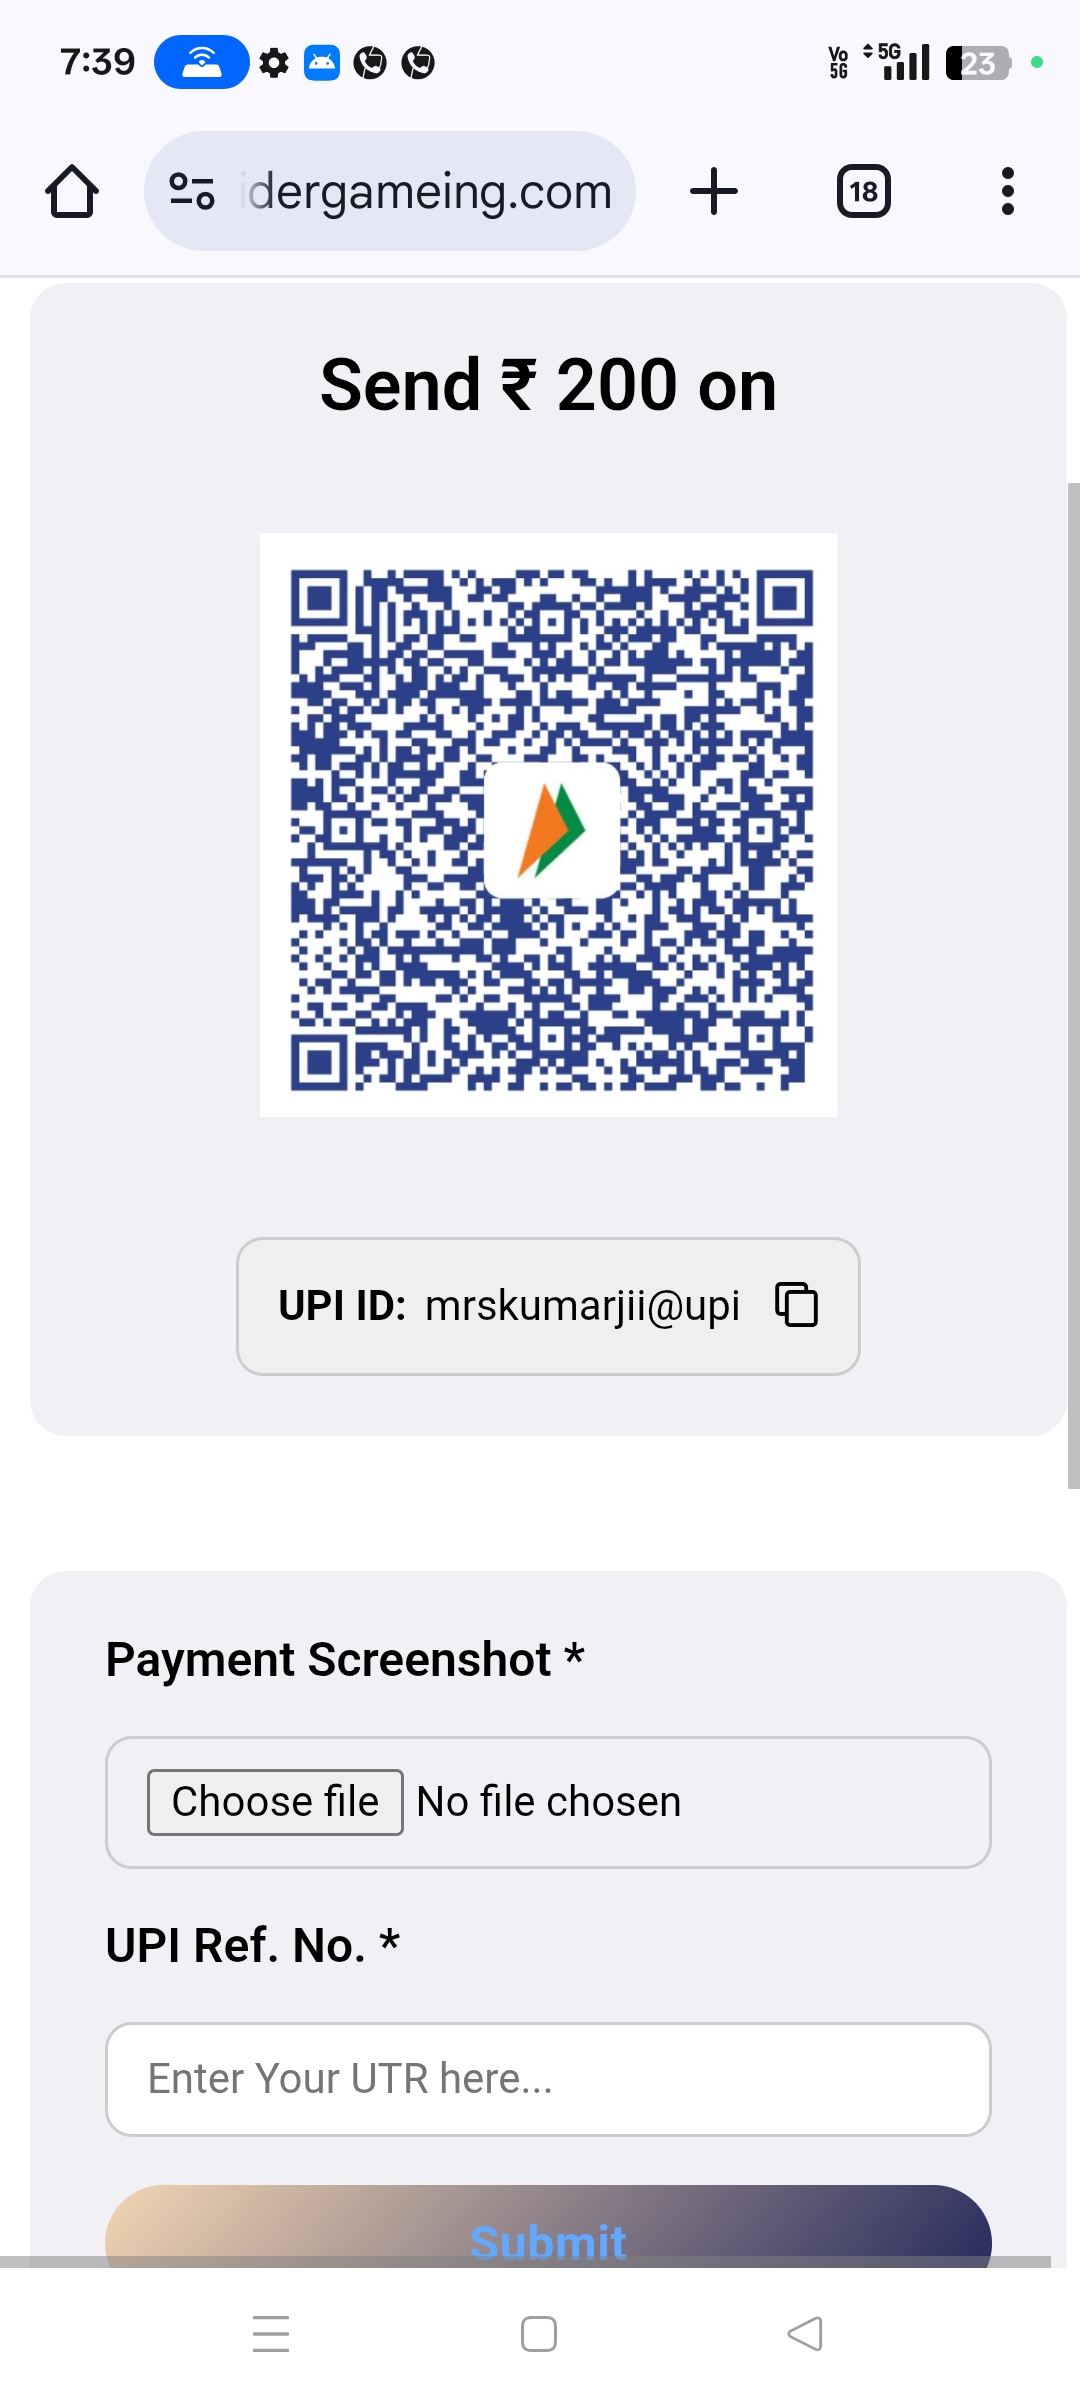 7:39
Vo 5G
5G
23
idergameing.com
18
Send ₹ 200 on
UPI ID: mrskumarjii@upi
Payment Screenshot *
Choose file No file chosen
UPI Ref. No. *
Enter Your UTR here...
Submit